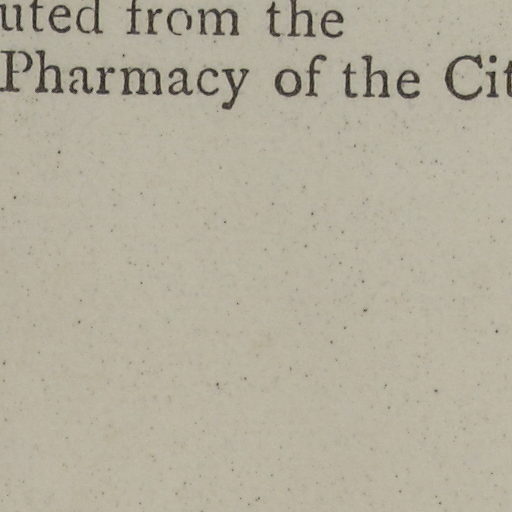 uted from the
Pharmacy of the Cit